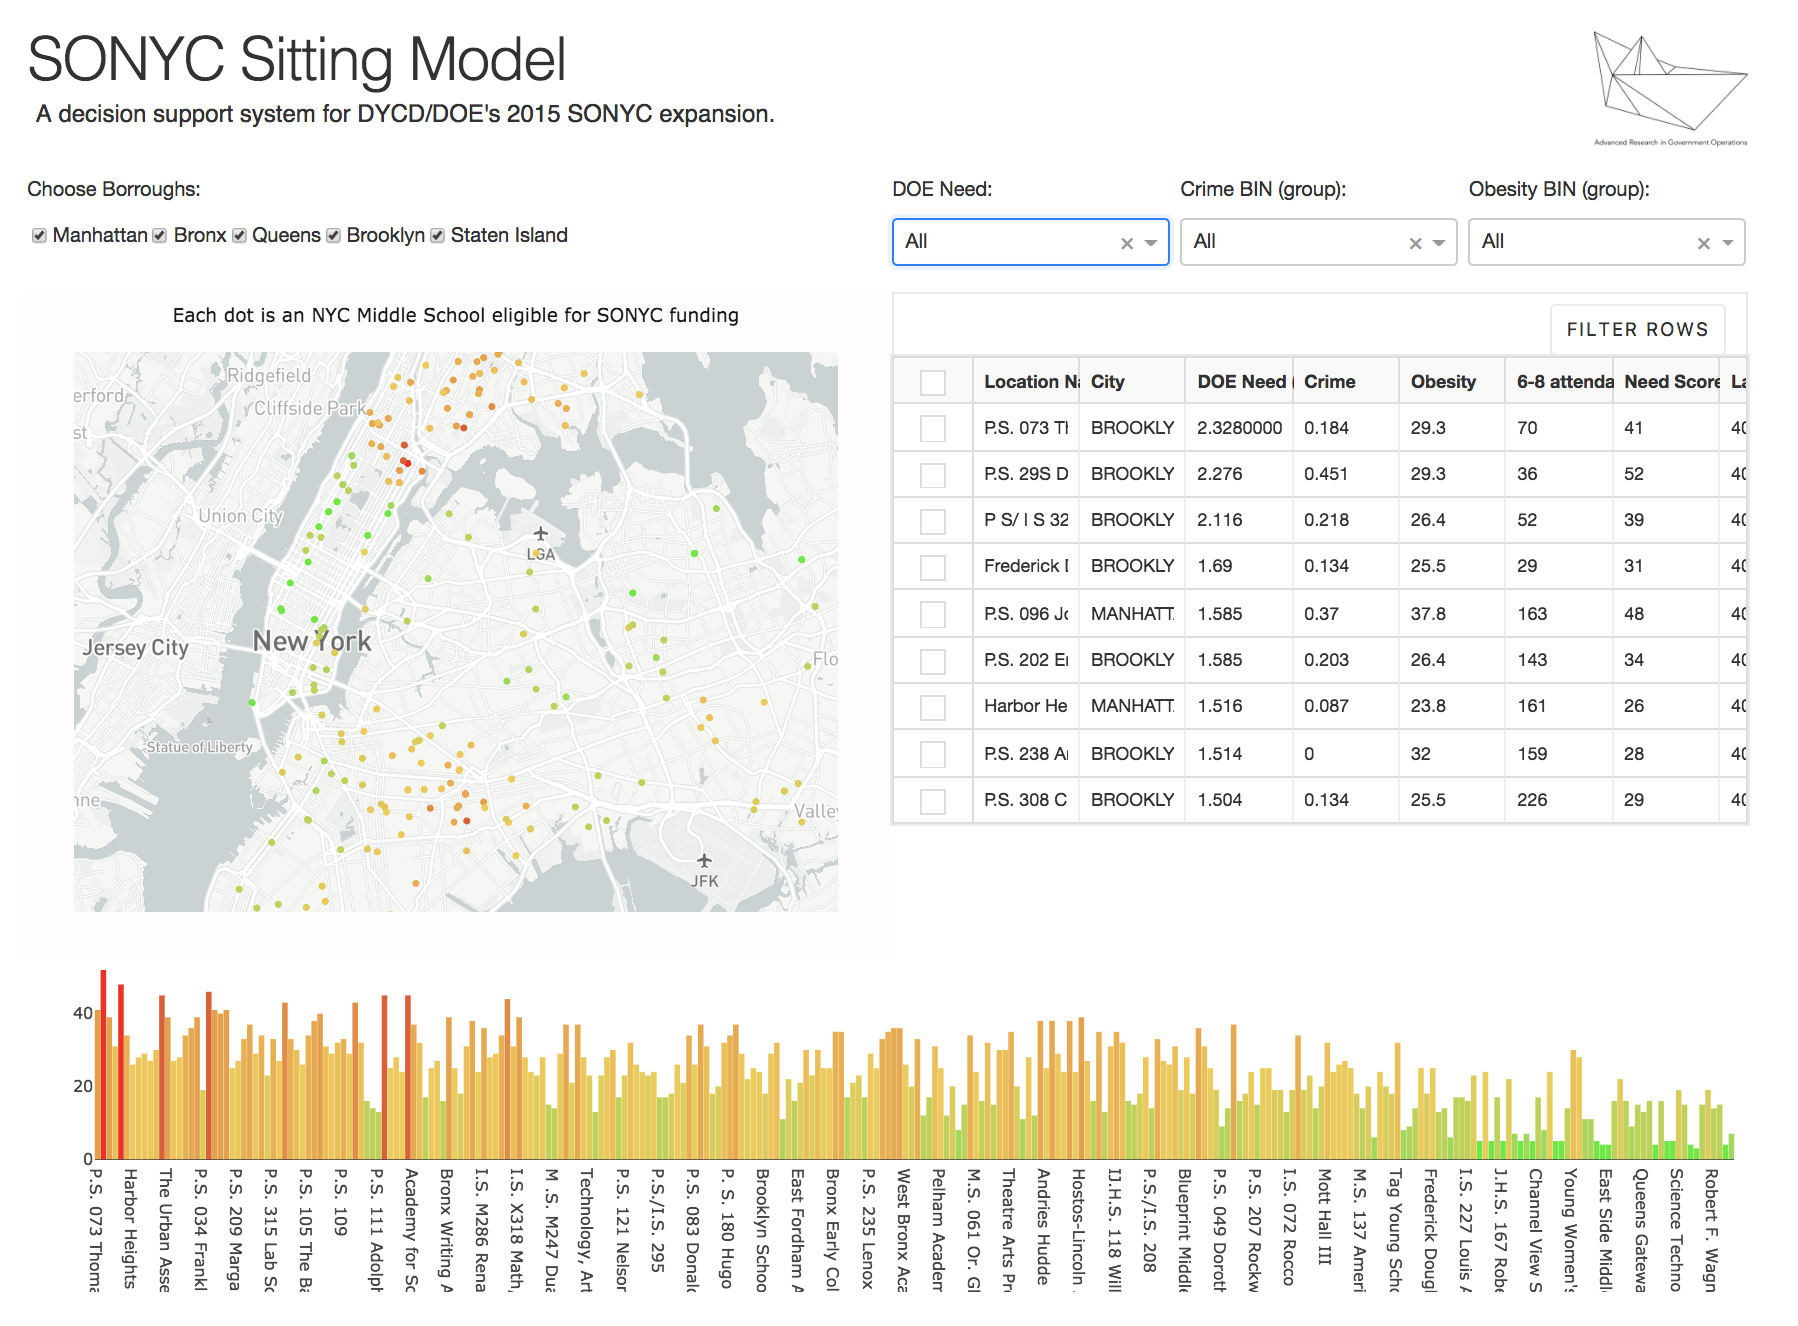 SONYC Sitting Model
A decision support system for DYCD/DOE's 2015 SONYC expansion.
Advanced Research in Government Operations
Choose Borroughs:
Manhattan Bronx Queens Brooklyn Staten Island
DOE Need: Crime BIN (group): Obesity BIN (group):
All All All
Each dot is an NYC Middle School eligible for SONYC funding
Ridgefield
erford
Cliffside Park
st
Union City
LGA
Jersey City
New York
Flo
Statue of Liberty
nne
Valley
JFK
FILTER ROWS
Location Na City DOE Need ( Crime Obesity 6-8 attenda Need Score La
P.S. 073 Th BROOKLY 2.3280000 0.184 29.3 70 41 40
P.S. 29S D BROOKLY 2.276 0.451 29.3 36 52 40
P S/ I S 32 BROOKLY 2.116 0.218 26.4 52 39 40
Frederick D BROOKLY 1.69 0.134 25.5 29 31 40
P.S. 096 Jo MANHATT. 1.585 0.37 37.8 163 48 40
P.S. 202 Er BROOKLY 1.585 0.203 26.4 143 34 40
Harbor He MANHATT. 1.516 0.087 23.8 161 26 40
P.S. 238 A BROOKLY 1.514 0 32 159 28 40
P.S. 308 C BROOKLY 1.504 0.134 25.5 226 29 40
40
20
0
P.S. 073 Thoma
Harbor Heights
The Urban Asse
P.S. 034 Frankl
P.S. 209 Marga
P.S. 315 Lab Sc
P.S. 105 The Ba
P.S. 109
P.S. 111 Adolph
Academy for Sc
Bronx Writing A
I.S. M286 Rena
I.S. X318 Math,
M .S. M247 Dua
Technology, Art
P.S. 121 Nelson
P.S./I.S. 295
P.S. 083 Donald
P. S. 180 Hugo
Brooklyn Schoo
East Fordham A
Bronx Early Col
P.S. 235 Lenox
West Bronx Aca
Pelham Academ
M.S. 061 Dr. Gl
Theatre Arts Pr
Andries Hudde
Hostos-Lincoln
IJ.H.S. 118 Will
P.S./I.S. 208
Blueprint Middle
P.S. 049 Doroth
P.S. 207 Rockw
I.S. 072 Rocco
Mott Hall III
M.S. 137 Ameri
Tag Young Scho
Frederick Dougl
I.S. 227 Louis A
J.H.S. 167 Robe
Channel View S
Young Women's
East Side Middl
Queens Gatewa
Science Techno
Robert F. Wagn